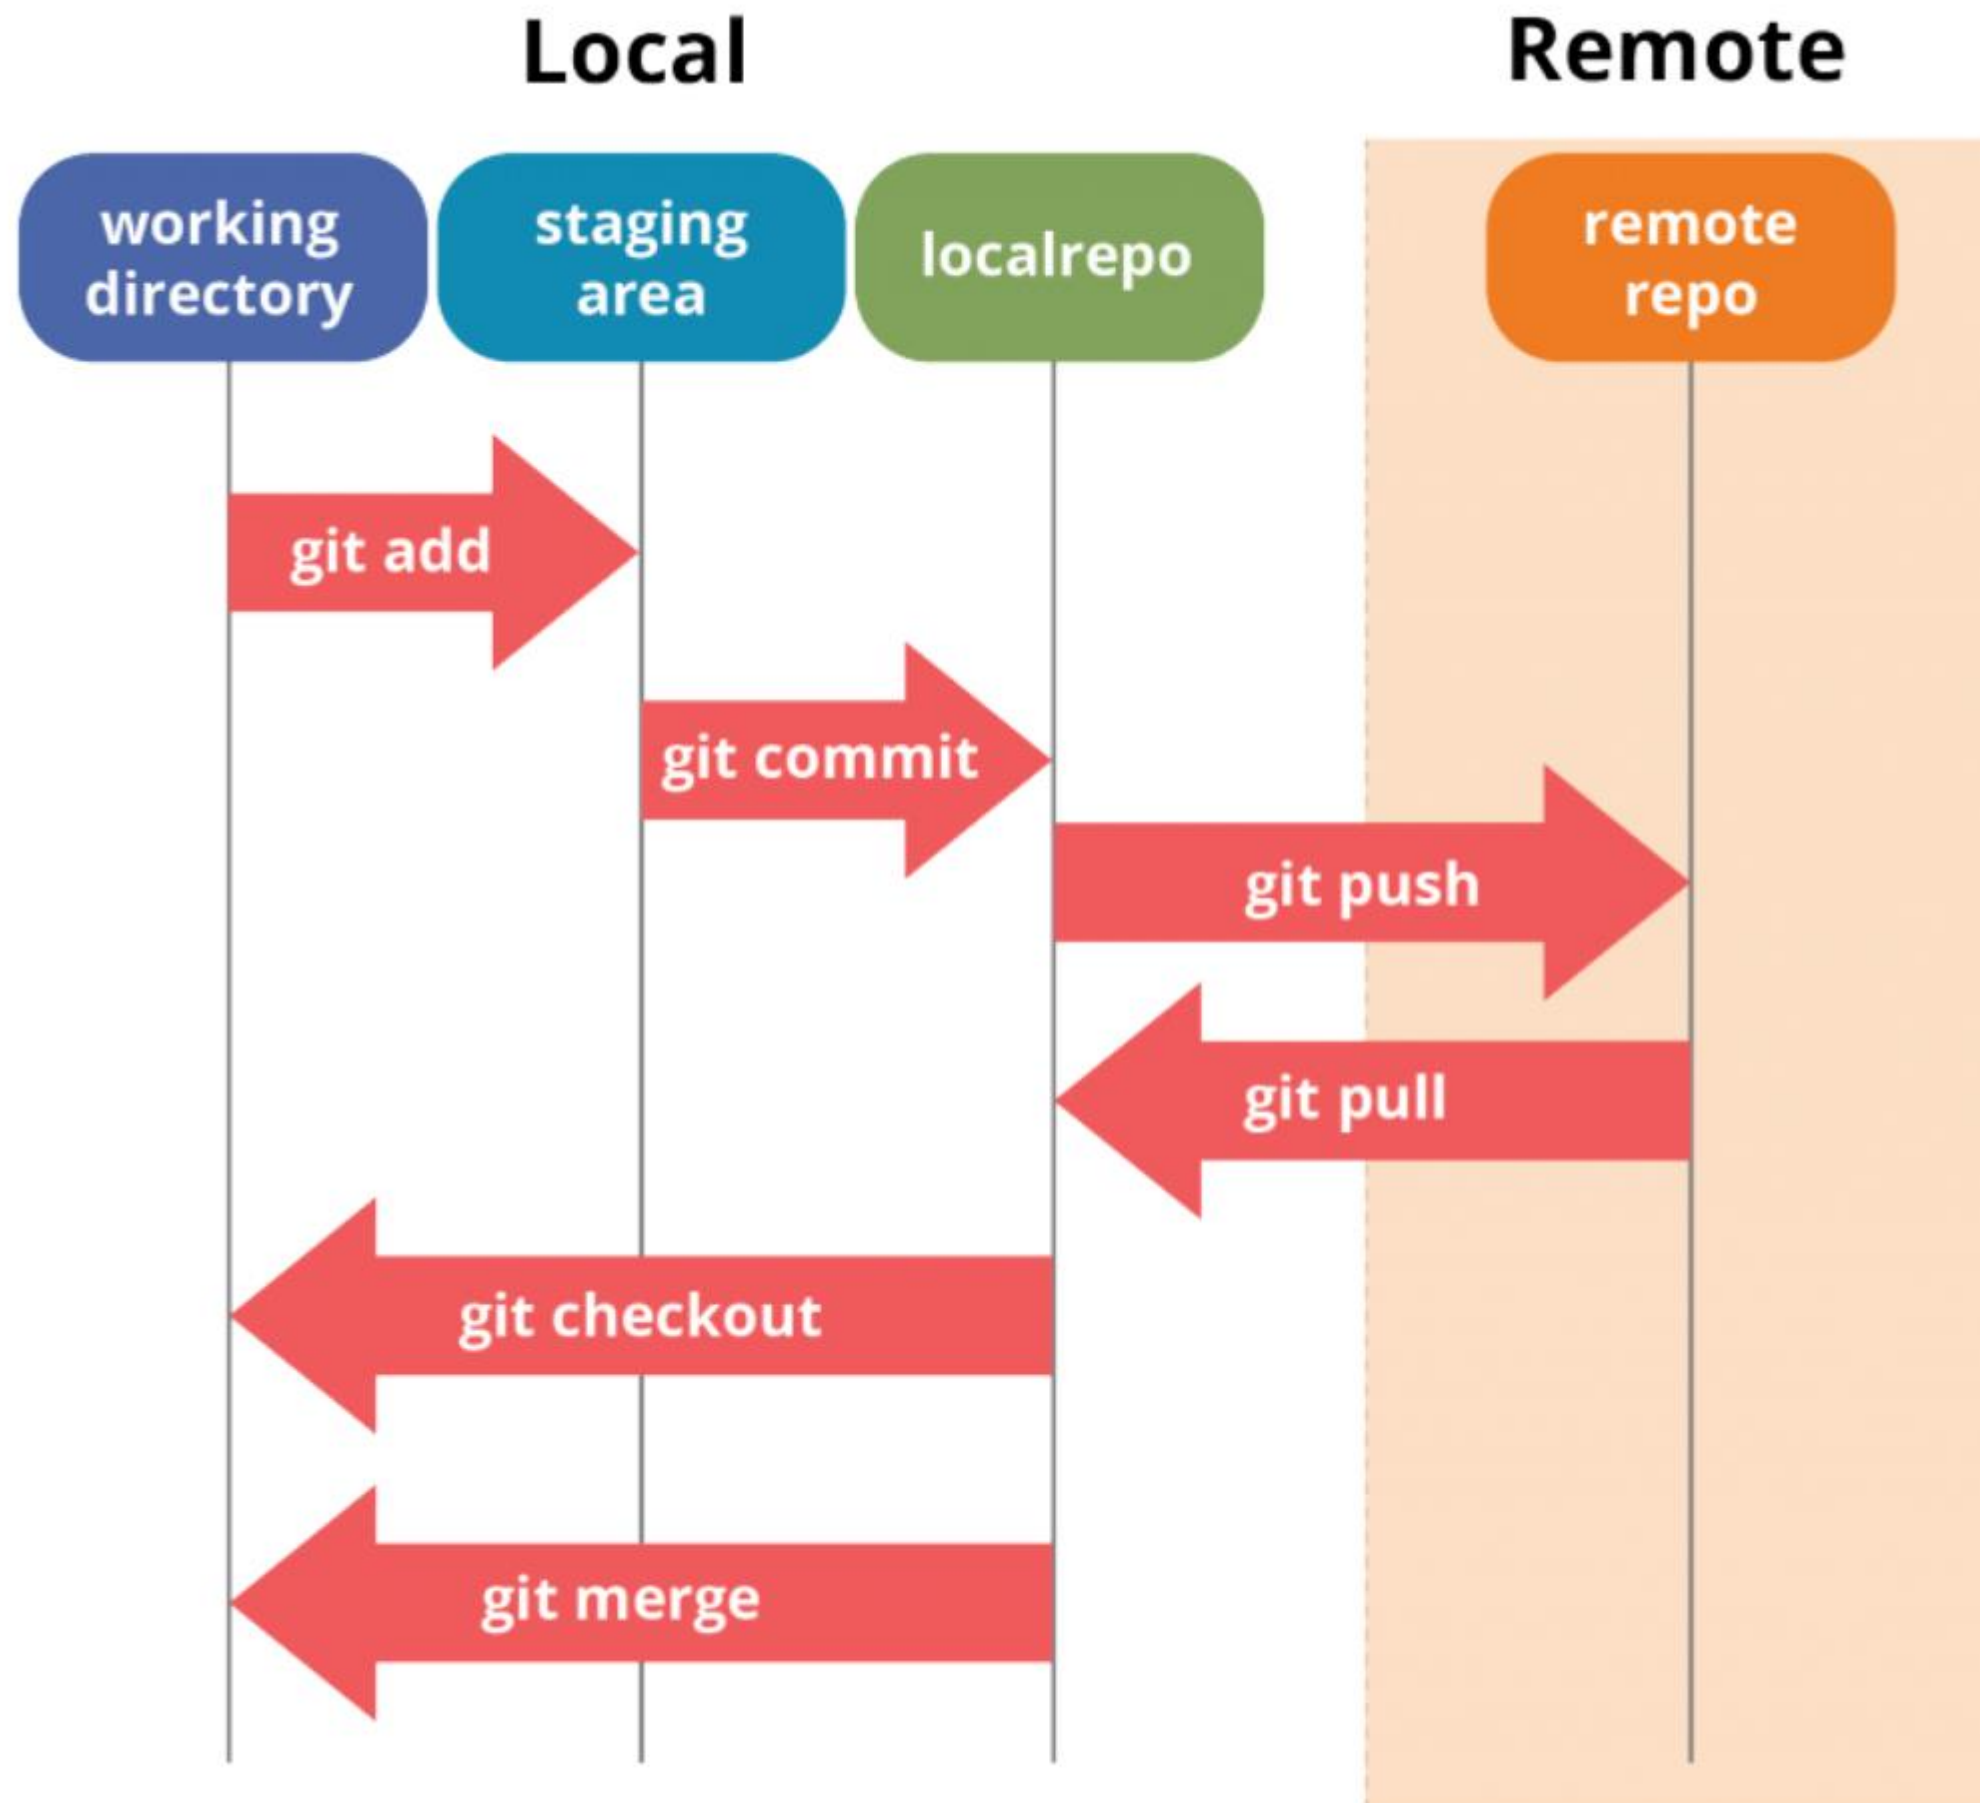 Local
Remote
working
directory
staging
area
localrepo
remote
repo
git add
git commit
git push
git pull
git checkout
git merge